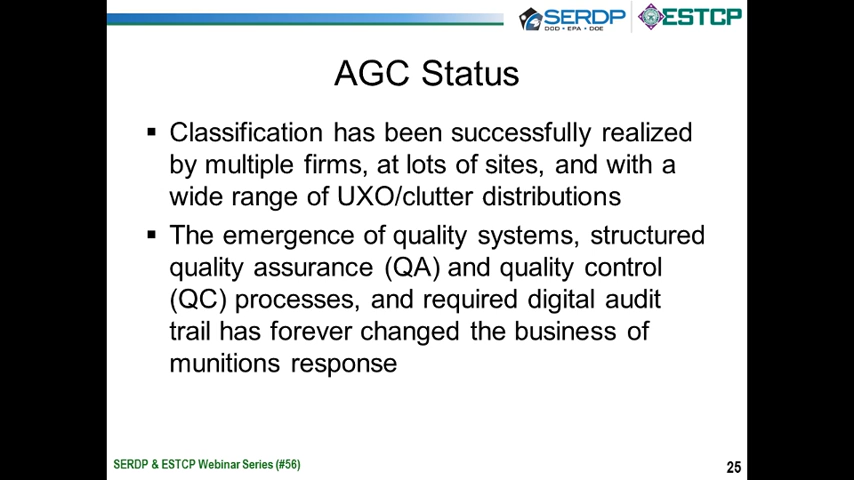 SERDP
DOD • EPA • DOE
ESTCP
AGC Status
▪ Classification has been successfully realized
by multiple firms, at lots of sites, and with a
wide range of UXO/clutter distributions
▪ The emergence of quality systems, structured
quality assurance (QA) and quality control
(QC) processes, and required digital audit
trail has forever changed the business of
munitions response
SERDP & ESTCP Webinar Series (#56)
25